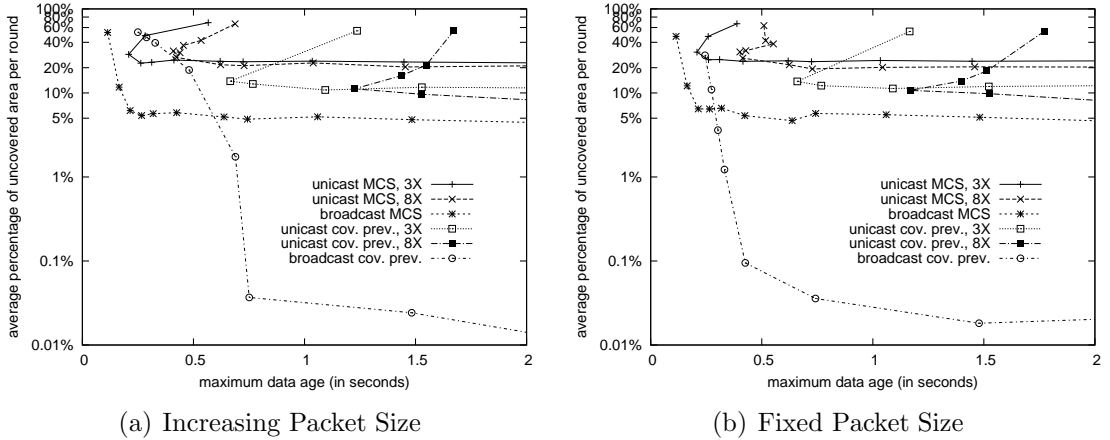 average percentage of uncovered area per round
100%
80%
60%
40%
20%
10%
5%
1%
0.1%
0.01%
unicast MCS, 3X
unicast MCS, 8X
broadcast MCS
unicast cov. prev., 3X
unicast cov. prev., 8X
broadcast cov. prev.
0 0.5 1 1.5 2
maximum data age (in seconds)
(a) Increasing Packet Size
average percentage of uncovered area per round
100%
80%
60%
40%
20%
10%
5%
1%
0.1%
0.01%
unicast MCS, 3X
unicast MCS, 8X
broadcast MCS
unicast cov. prev., 3X
unicast cov. prev., 8X
broadcast cov. prev.
0 0.5 1 1.5 2
maximum data age (in seconds)
(b) Fixed Packet Size